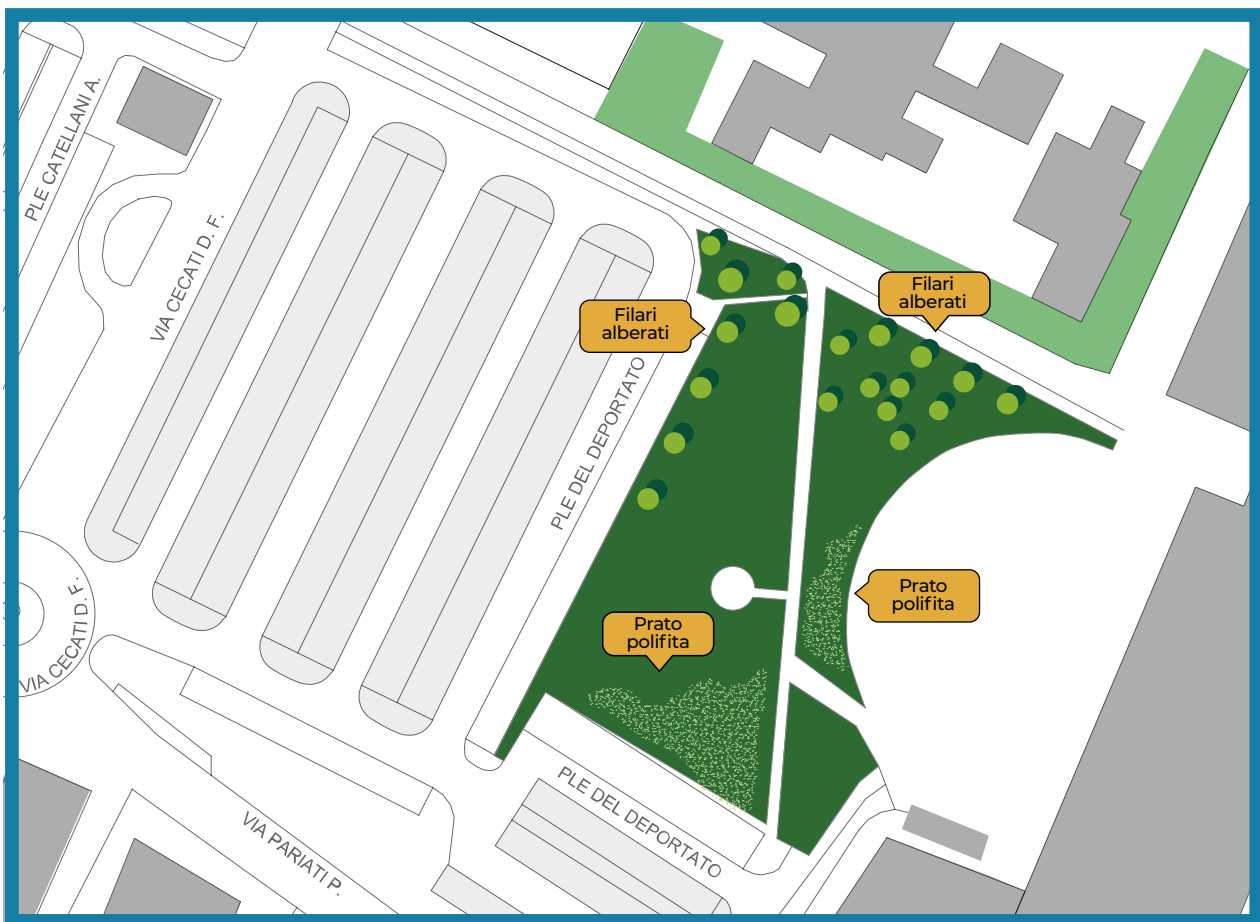 PLE CATELLANI A.
VIA CECATI D. F.
Filari
alberati
Filari
alberati
PLE DEL DEPORTATO
Prato
polifita
Prato
polifita
VIA CECATI D. F.
PLE DEL DEPORTATO
VIA PARIATI P.